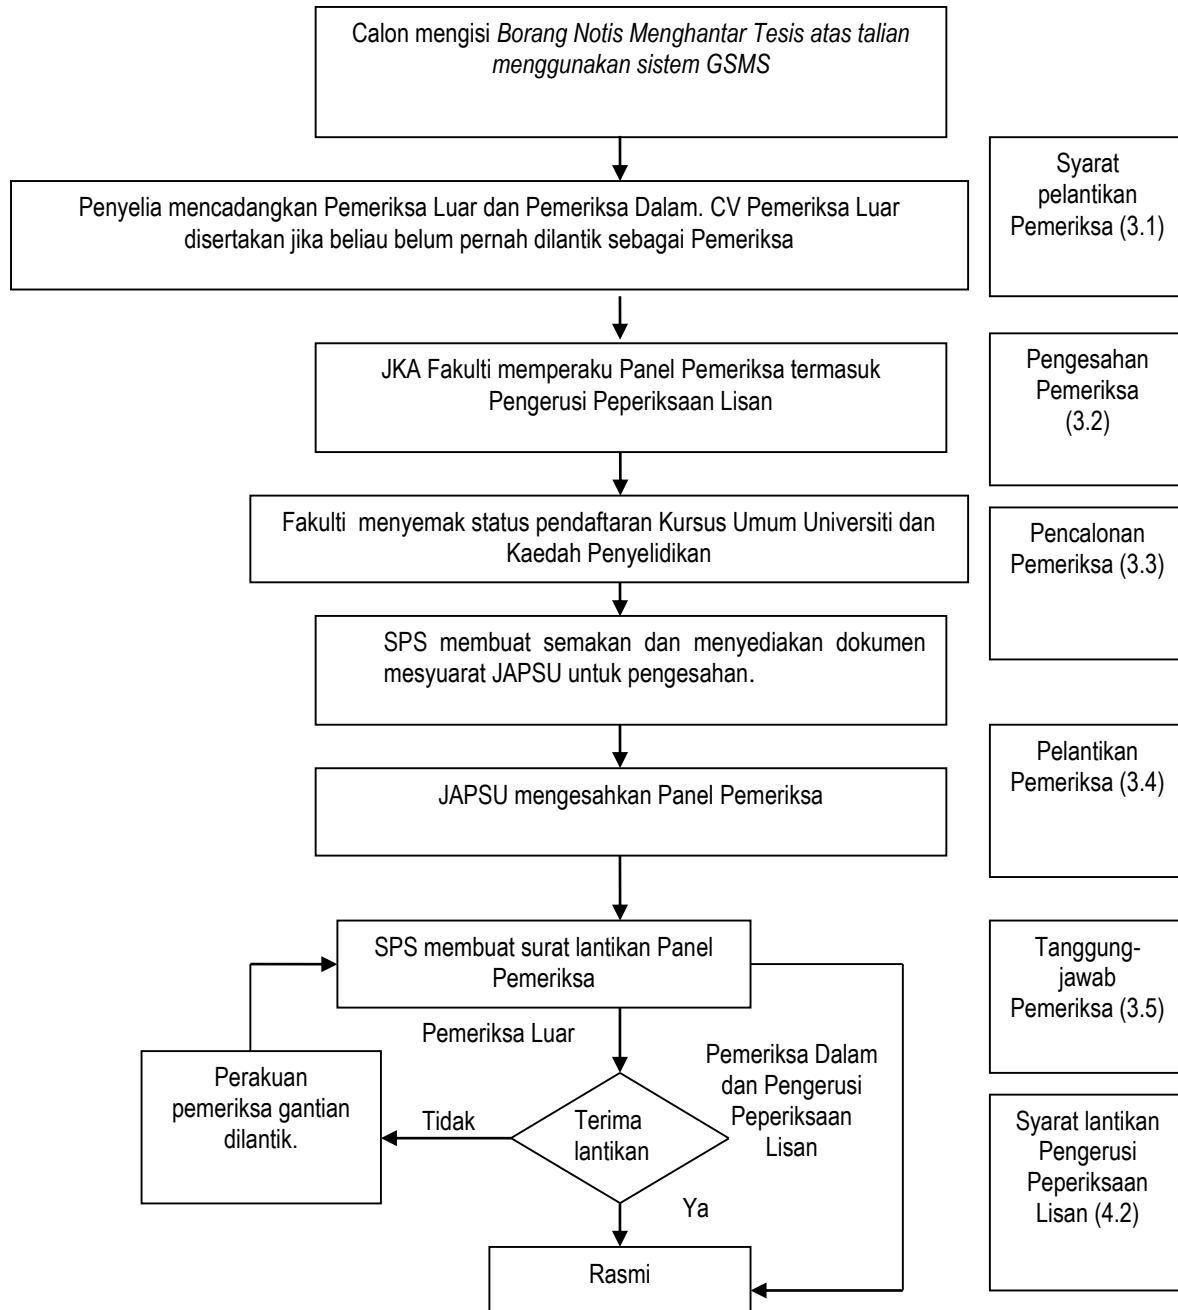 Calon mengisi Borang Notis Menghantar Tesis atas talian
menggunakan sistem GSMS
Syarat
pelantikan
Pemeriksa (3.1)
Penyelia mencadangkan Pemeriksa Luar dan Pemeriksa Dalam. CV Pemeriksa Luar
disertakan jika beliau belum pernah dilantik sebagai Pemeriksa
JKA Fakulti memperaku Panel Pemeriksa termasuk
Pengerusi Peperiksaan Lisan
Pengesahan
Pemeriksa
(3.2)
Fakulti menyemak status pendaftaran Kursus Umum Universiti dan
Kaedah Penyelidikan
Pencalonan
Pemeriksa (3.3)
SPS membuat semakan dan menyediakan dokumen
mesyuarat JAPSU untuk pengesahan.
JAPSU mengesahkan Panel Pemeriksa
Pelantikan
Pemeriksa (3.4)
SPS membuat surat lantikan Panel
Pemeriksa
Tanggung-
jawab
Pemeriksa (3.5)
Pemeriksa Luar
Pemeriksa Dalam
dan Pengerusi
Peperiksaan
Lisan
Perakuan
pemeriksa gantian
dilantik.
Tidak
Terima
lantikan
Syarat lantikan
Pengerusi
Peperiksaan
Lisan (4.2)
Ya
Rasmi